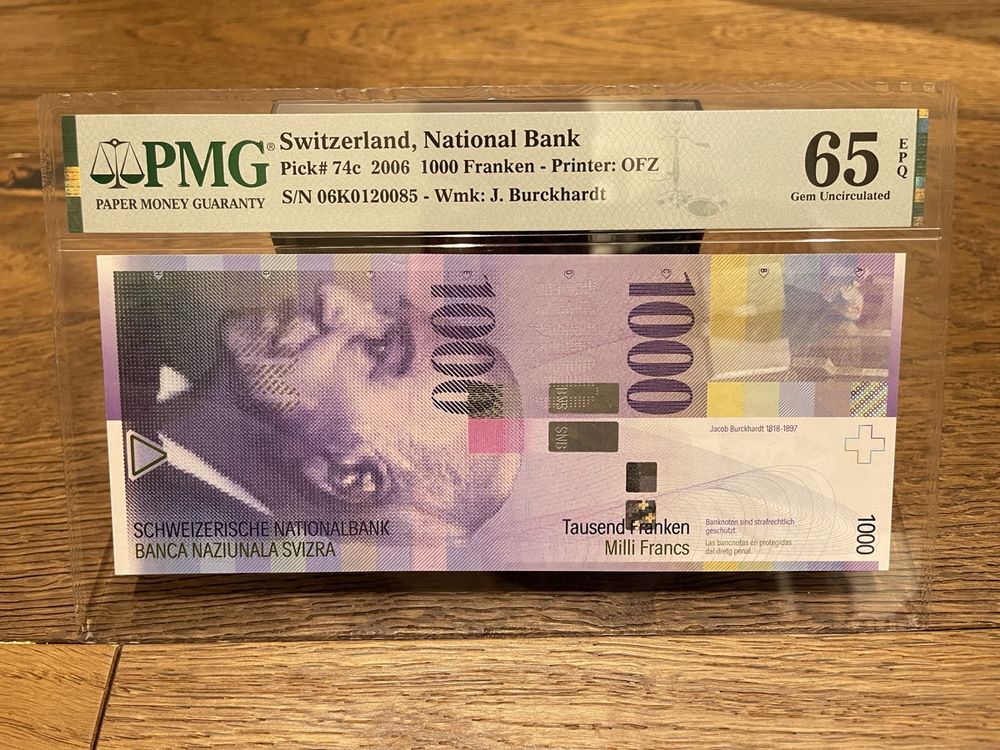 PMG®
PAPER MONEY GUARANTY
Switzerland, National Bank
Pick# 74c 2006 1000 Franken - Printer: OFZ
S/N 06K0120085 - Wmk: J. Burckhardt
65
EPQ
Gem Uncirculated
H
G
F
E
D
C
B
A
1000
1000
SNB
Jacob Burckhardt 1818-1897
SCHWEIZERISCHE NATIONALBANK
BANCA NAZIUNALA SVIZRA
Tausend Franken
Milli Francs
Banknoten sind strafrechtlich
geschützt.
Las bancnotas èn protegidas
dal dretg penal.
1000